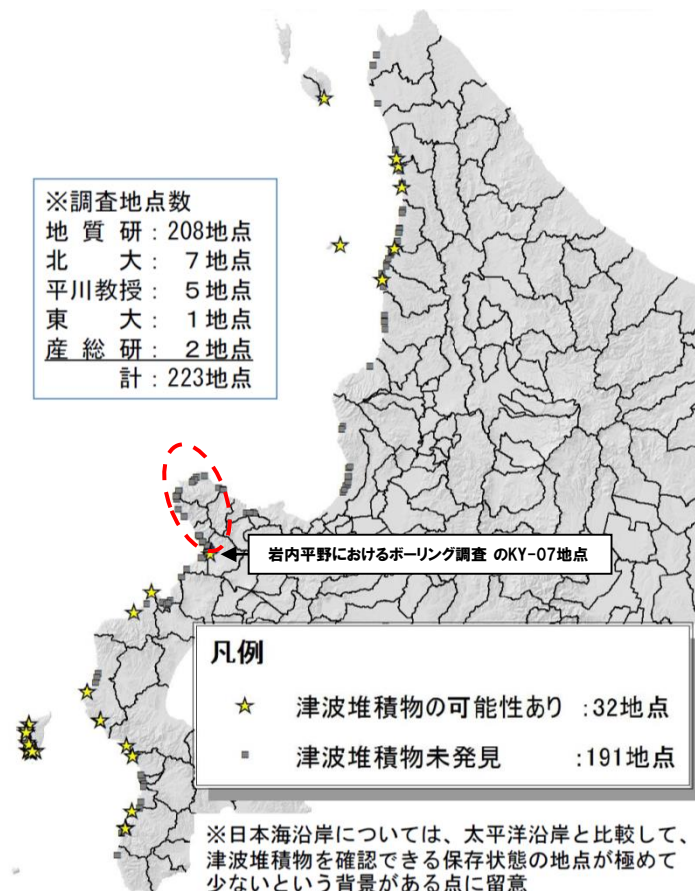 ※調査地点数
地質研：208地点
北大：7地点
平川教授：5地点
東大：1地点
産総研：2地点
計：223地点
岩内平野におけるボーリング調査 のKY-07地点
凡例
津波堆積物の可能性あり ：32地点
津波堆積物未発見 ：191地点
※日本海沿岸については、太平洋沿岸と比較して、
津波堆積物を確認できる保存状態の地点が極めて
少ないという背景がある点に留意